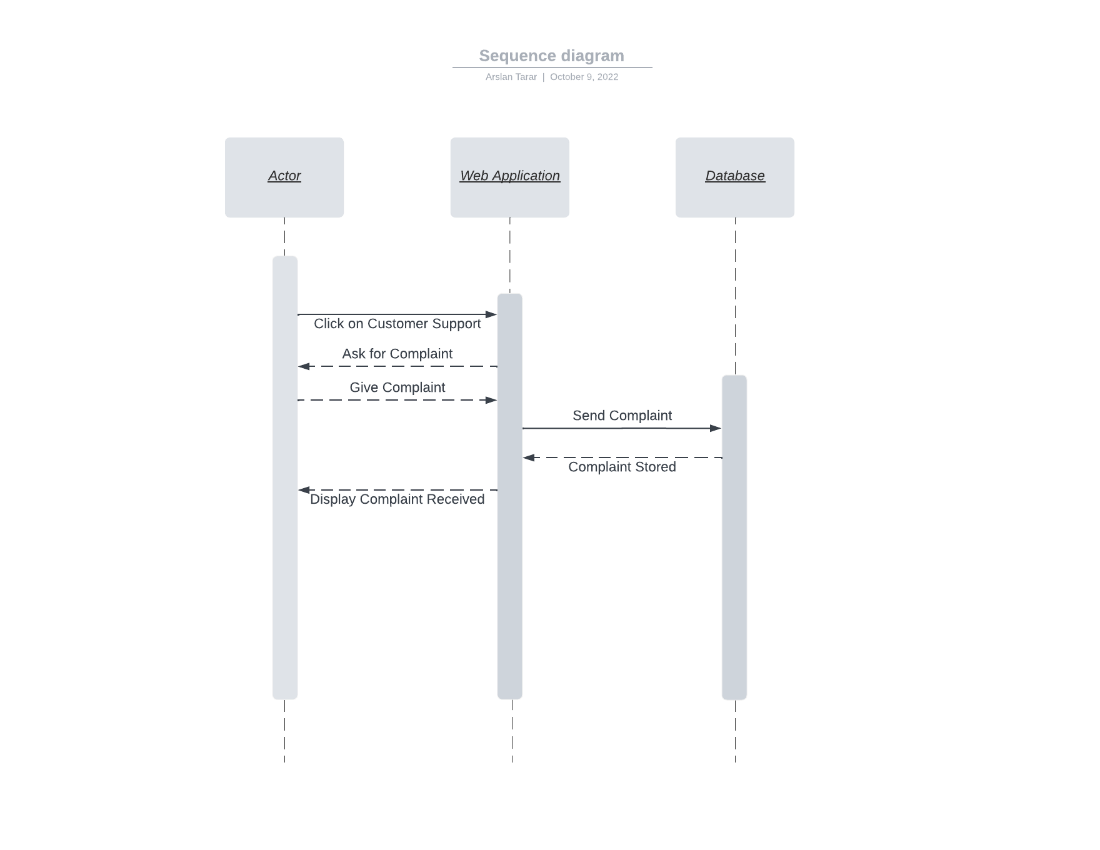 Sequence diagram
Arslan Tarar | October 9, 2022
Actor
Web Application
Database
Click on Customer Support
Ask for Complaint
Give Complaint
Send Complaint
Complaint Stored
Display Complaint Received